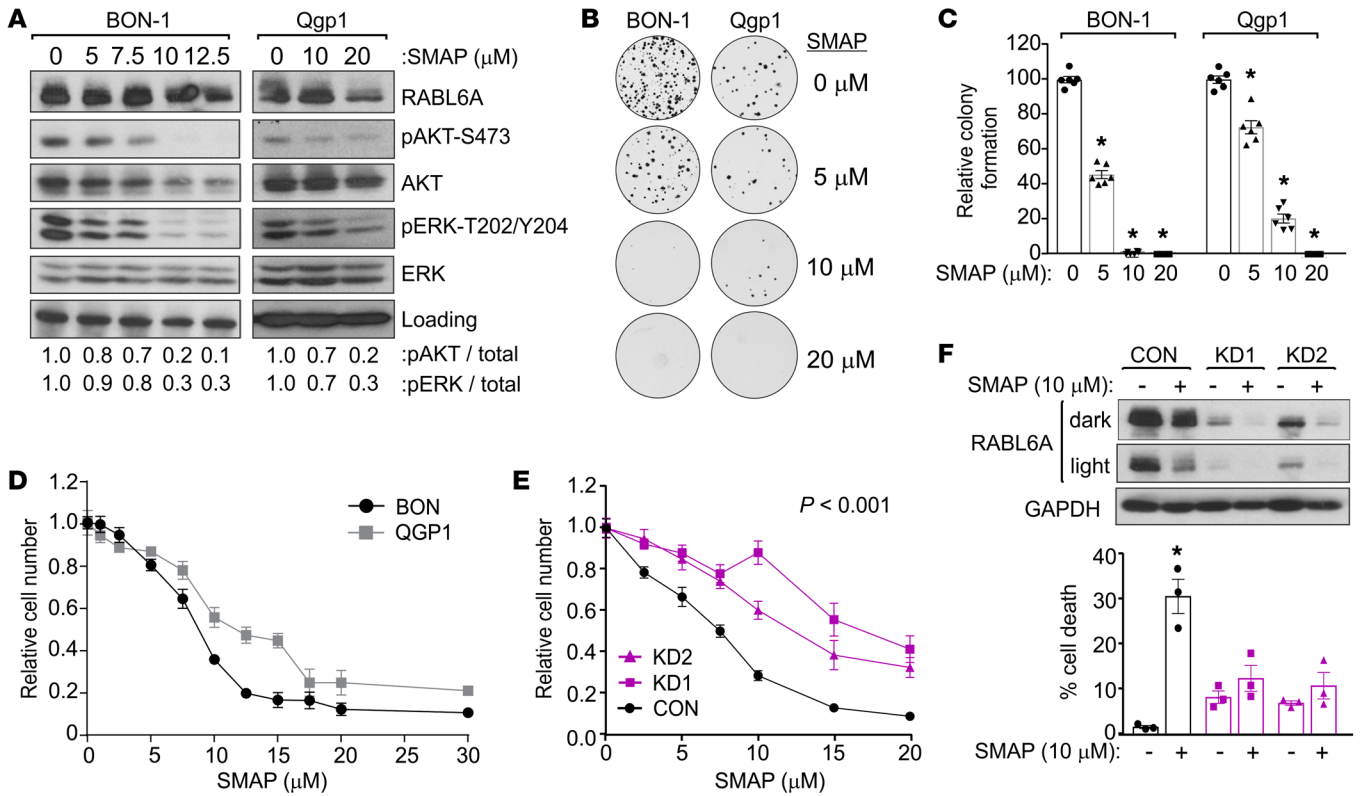 A
BON-1 Qgp1
0 5 7.5 10 12.5 0 10 20 :SMAP (μM)
RABL6A
pAKT-S473
AKT
pERK-T202/Y204
ERK
Loading
1.0 0.8 0.7 0.2 0.1 1.0 0.7 0.2 :pAKT / total
1.0 0.9 0.8 0.3 0.3 1.0 0.7 0.3 :pERK / total
B
BON-1 Qgp1 SMAP
0 μM
5 μM
10 μM
20 μM
C
BON-1 Qgp1
Relative colony
formation
120
100
80
60
40
20
0
* * * * * *
SMAP (μM): 0 5 10 20 0 5 10 20
D
Relative cell number
1.2
1.0
0.8
0.6
0.4
0.2
0
BON
QGP1
0 5 10 15 20 25 30
SMAP (μM)
E
Relative cell number
1.2
1.0
0.8
0.6
0.4
0.2
0.0
P < 0.001
KD2
KD1
CON
0 5 10 15 20
SMAP (μM)
F
CON KD1 KD2
SMAP (10 μM): - + - + - +
RABL6A
dark
light
GAPDH
% cell death
40
30
20
10
0
*
SMAP (10 μM): - + - + - +